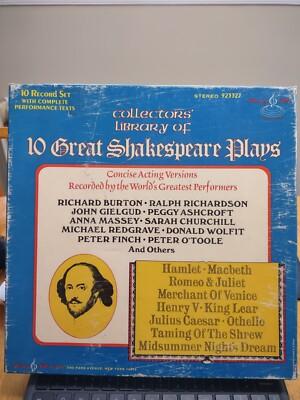 10 RECORD SET
WITH COMPLETE
PERFORMANCE TEXTS
STEREO 923327
COLLECTORS'
LIBRARY OF
10 Great Shakespeare Plays
Concise Acting Versions
Recorded by the World's Greatest Performers
RICHARD BURTON • RALPH RICHARDSON
JOHN GIELGUD • PEGGY ASHCROFT
ANNA MASSEY • SARAH CHURCHILL
MICHAEL REDGRAVE • DONALD WOLFIT
PETER FINCH • PETER O'TOOLE
And Others
Hamlet • Macbeth
Romeo & Juliet
Merchant Of Venice
Henry V • King Lear
Julius Caesar • Othello
Taming Of The Shrew
Midsummer Night's Dream